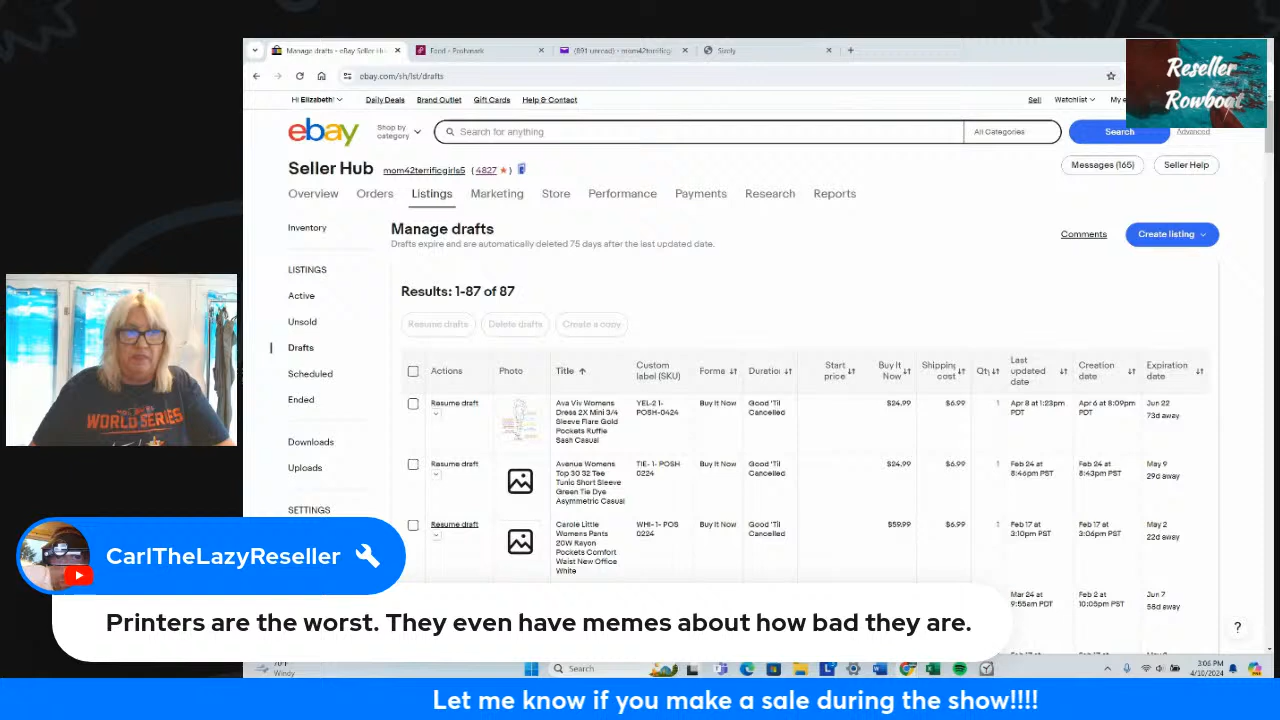 Manage drafts - eBay Seller Hu
Feed - Poshmark
(891 unread) - mom42terrificgi
Sirely
ebay.com/sh/lst/drafts
Reseller
Rowboat
Hi Elizabeth!
Daily Deals
Brand Outlet
Gift Cards
Help & Contact
Sell
Watchlist
My e
ebay
Shop by
category
Search for anything
All Categories
Search
Advanced
Seller Hub
mom42terrificgirls5
(4827 ★)
Messages (165)
Seller Help
Overview
Orders
Listings
Marketing
Store
Performance
Payments
Research
Reports
Inventory
LISTINGS
Active
Unsold
Drafts
Scheduled
Ended
Downloads
Uploads
SETTINGS
Manage drafts
Drafts expire and are automatically deleted 75 days after the last updated date.
Comments
Create listing
Results: 1-87 of 87
Resume drafts
Delete drafts
Create a copy
Actions
Photo
Title
Custom
label (SKU)
Forma
Duratio
Start
price
Buy It
Now
Shipping
cost
Qty
Last
updated
date
Creation
date
Expiration
date
Resume draft
Ava Viv Womens
Dress 2X Mini 3/4
Sleeve Flare Gold
Pockets Ruffle
Sash Casual
YEL-2 1-
POSH-0424
Buy It Now
Good 'Til
Cancelled
$24.99
$6.99
1
Apr 8 at 1:23pm
PDT
Apr 6 at 8:09pm
PDT
Jun 22
73d away
Resume draft
Avenue Womens
Top 30 32 Tee
Tunic Short Sleeve
Green Tie Dye
Asymmetric Casual
TIE- 1- POSH
0224
Buy It Now
Good 'Til
Cancelled
$24.99
$6.99
1
Feb 24 at
8:46pm PST
Feb 24 at
8:43pm PST
May 9
29d away
Resume draft
Carole Little
Womens Pants
20W Rayon
Pockets Comfort
Waist New Office
White
WHI- 1- POS
0224
Buy It Now
Good 'Til
Cancelled
$59.99
$6.99
1
Feb 17 at
3:10pm PST
Feb 17 at
3:06pm PST
May 2
22d away
Mar 24 at
9:55am PDT
Feb 2 at
10:05pm PST
Jun 7
58d away
WORLD SERIES
CarlTheLazyReseller
Printers are the worst. They even have memes about how bad they are.
Windy
Search
3:06 PM
4/10/2024
Let me know if you make a sale during the show!!!!